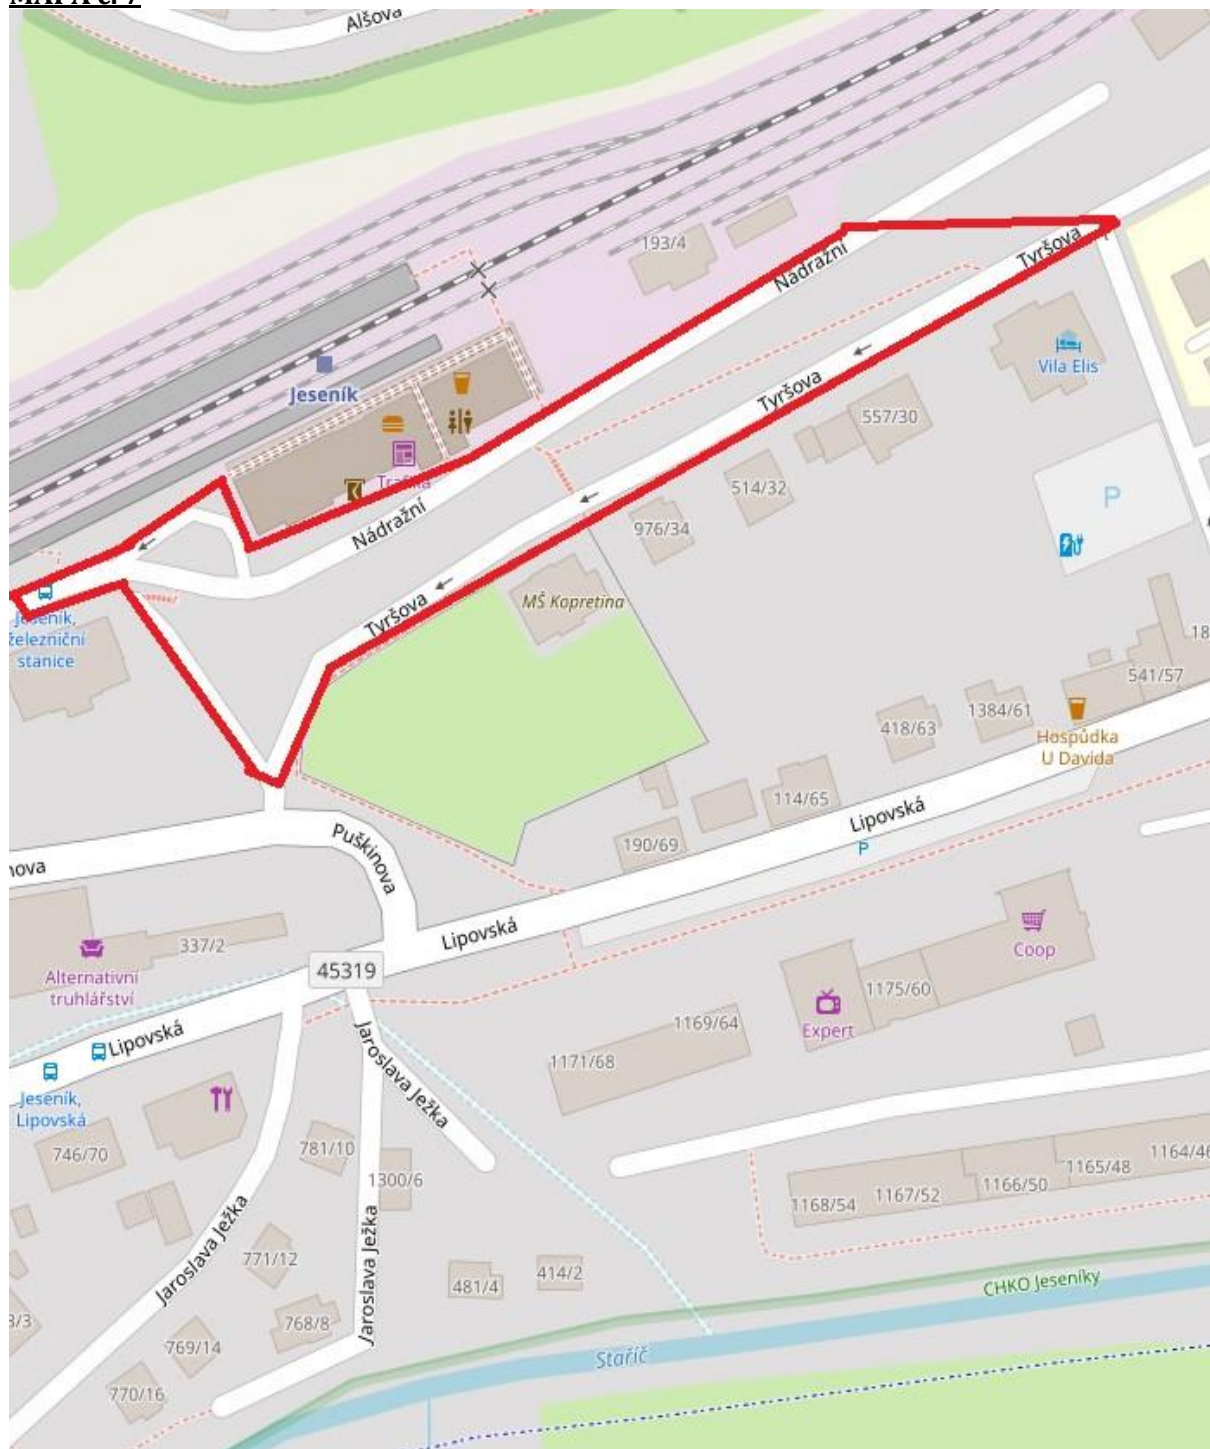 MAPA č. 7
Alšova
193/4
Nádražní
Tyršova
Jeseník
Vila Elis
Tyršova
557/30
Trafika
514/32
P
Nádražní
976/34
MŠ Kopretina
Tyršova
Jeseník,
železniční
stanice
541/57
418/63
1384/61
Hospůdka
U Davida
114/65
Lipovská
Puškinova
190/69
P
nova
Lipovská
337/2
Coop
45319
Alternativní
truhlářství
1175/60
Expert
1169/64
Lipovská
Jaroslava Ježka
1171/68
Jeseník,
Lipovská
746/70
781/10
1300/6
1164/46
1165/48
1166/50
1167/52
1168/54
Jaroslava Ježka
Jaroslava Ježka
771/12
414/2
481/4
CHKO Jeseníky
3/3
768/8
769/14
Staříč
770/16